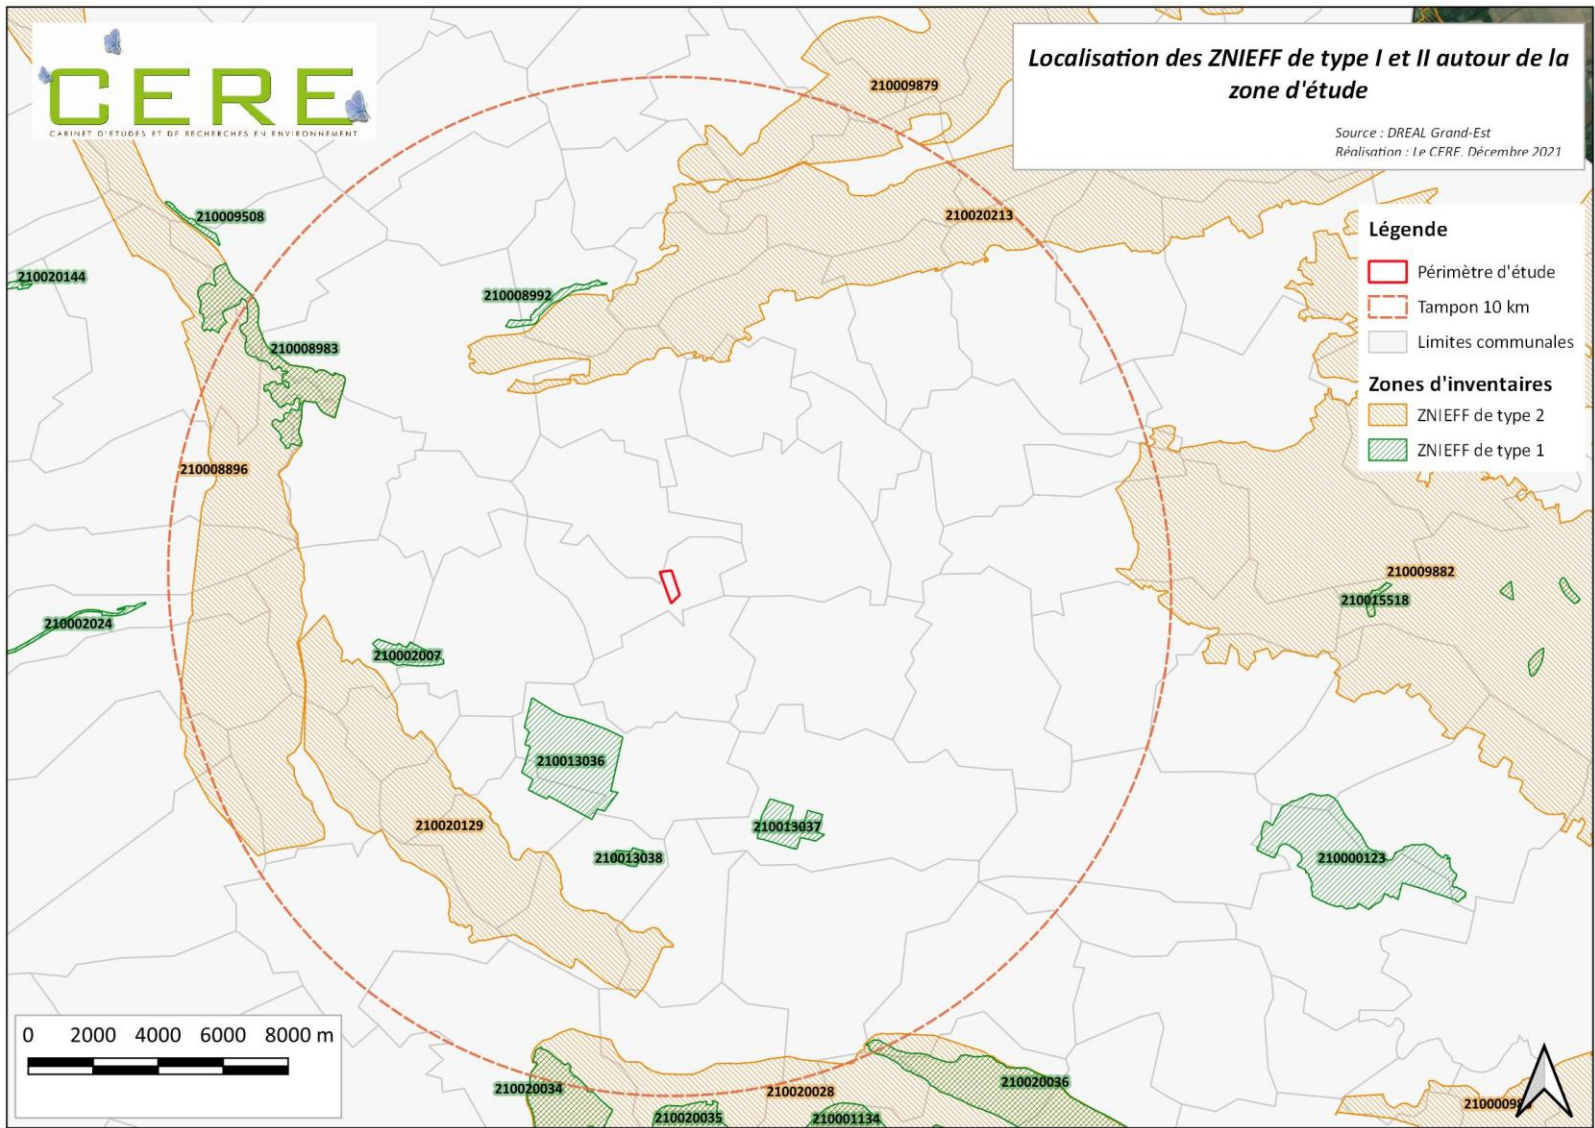 CERE
CABINET D'ETUDES ET DE RECHERCHES EN ENVIRONNEMENT
Localisation des ZNIEFF de type I et II autour de la
zone d'étude
Source : DREAL Grand-Est
Réalisation : Le CERE, Décembre 2021
Légende
Périmètre d'étude
Tampon 10 km
Limites communales
Zones d'inventaires
ZNIEFF de type 2
ZNIEFF de type 1
210009879
210009508
210020213
210020144
210008992
210008983
210008896
210009882
210015518
210002024
210002007
210013036
210020129
210013037
210013038
210000123
0 2000 4000 6000 8000 m
210020034
210020028
210020036
210020035
210001134